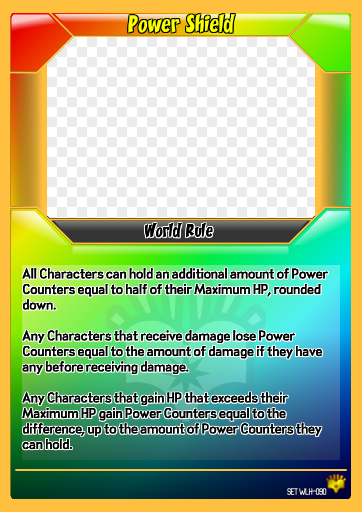 Power Shield
World Rule
All Characters can hold an additional amount of Power
Counters equal to half of their Maximum HP, rounded
down.
Any Characters that receive damage lose Power
Counters equal to the amount of damage if they have
any before receiving damage.
Any Characters that gain HP that exceeds their
Maximum HP gain Power Counters equal to the
difference, up to the amount of Power Counters they
can hold.
SET WLH-090